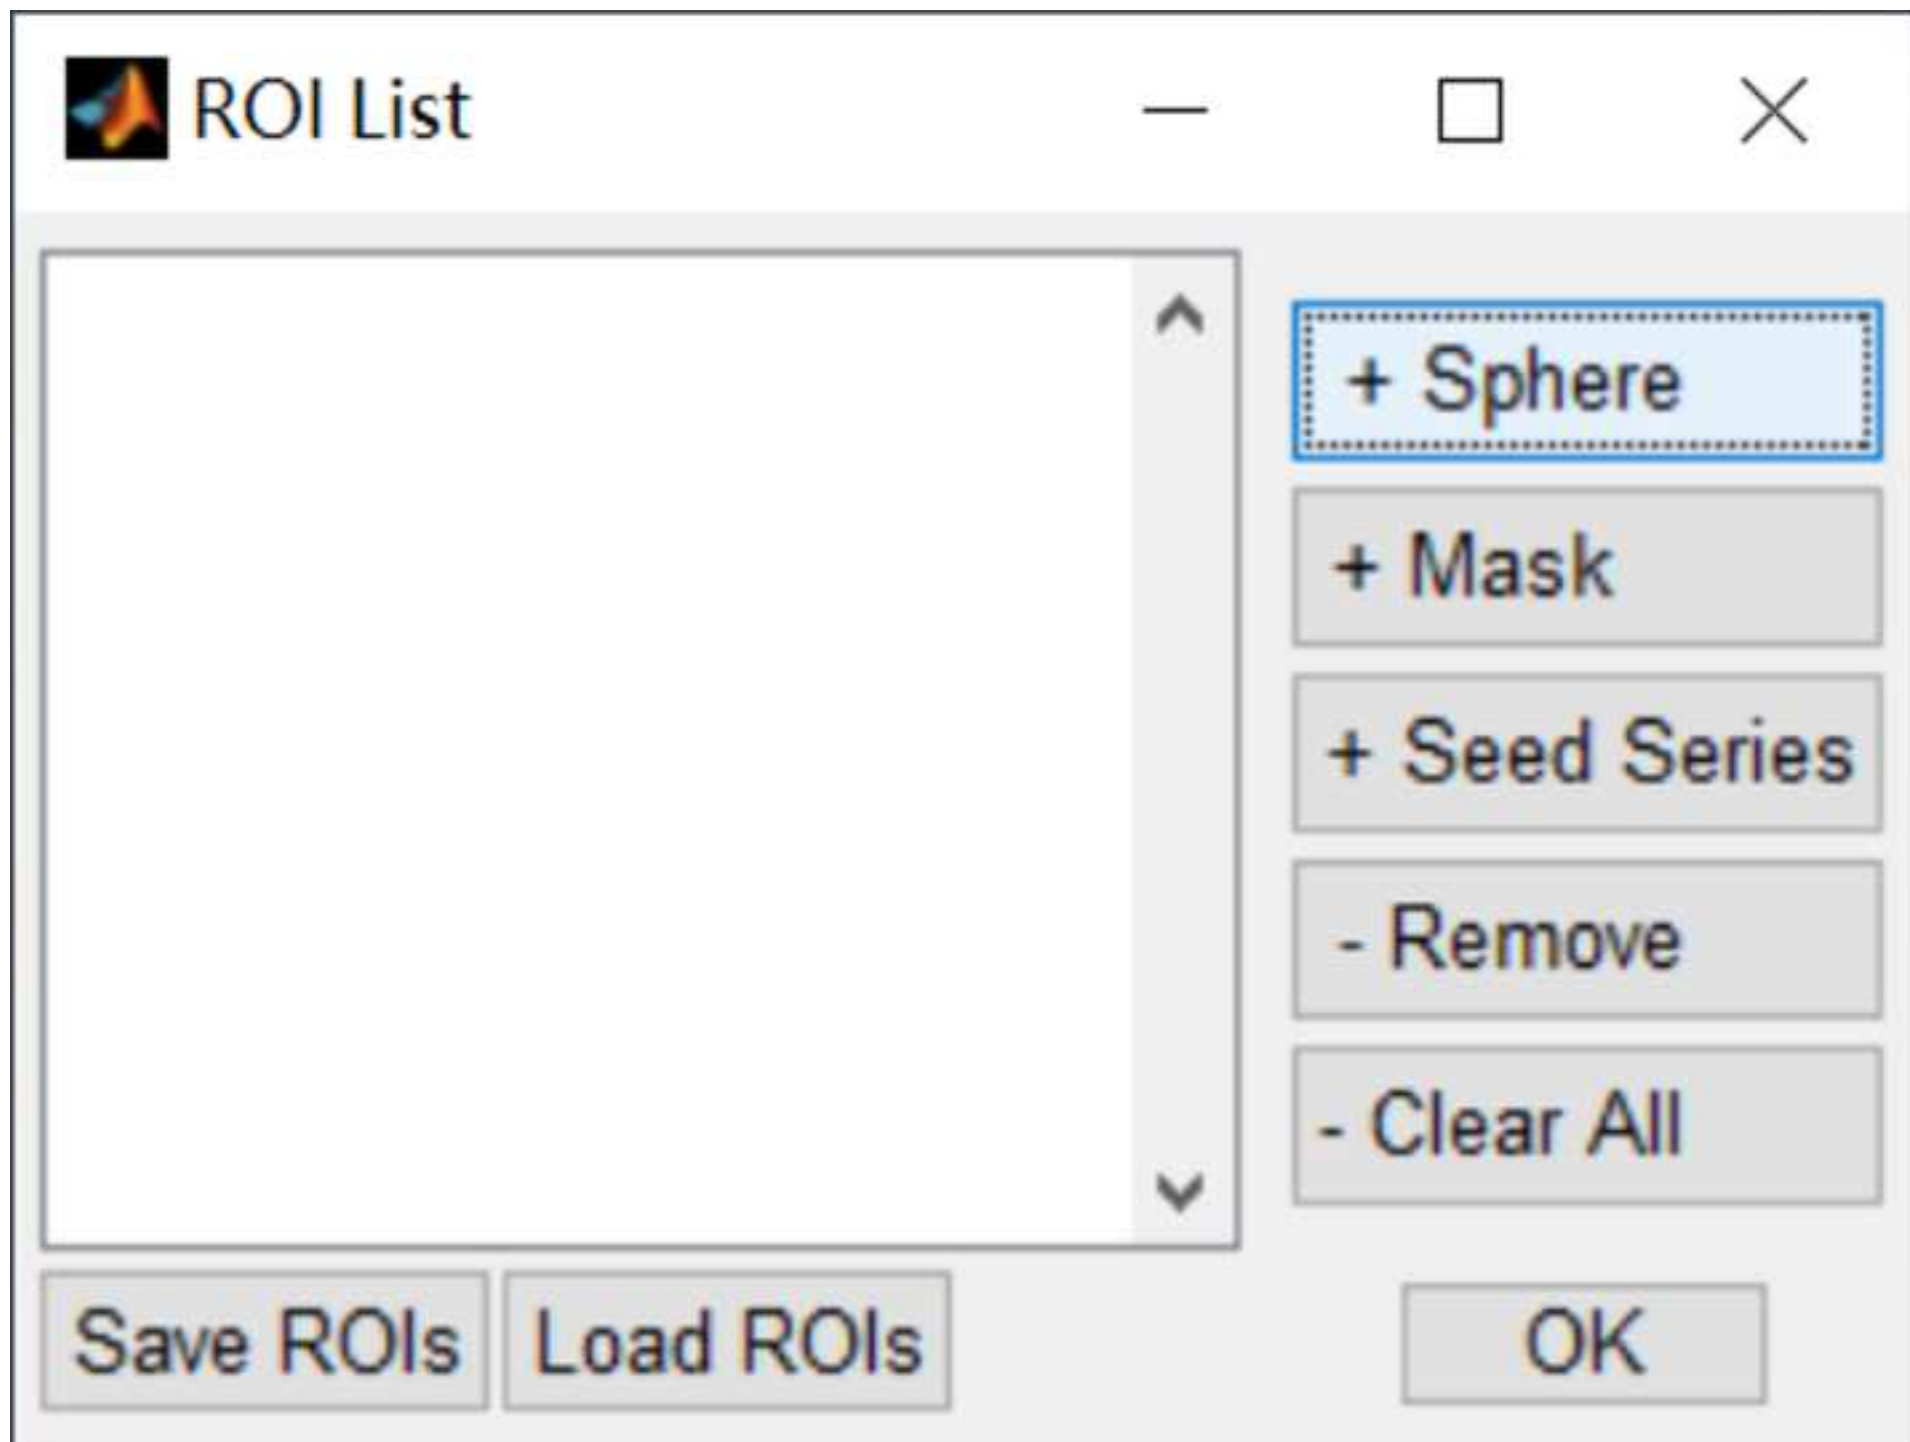 ROI List
+ Sphere
+ Mask
+ Seed Series
- Remove
- Clear All
Save ROIs Load ROIs OK